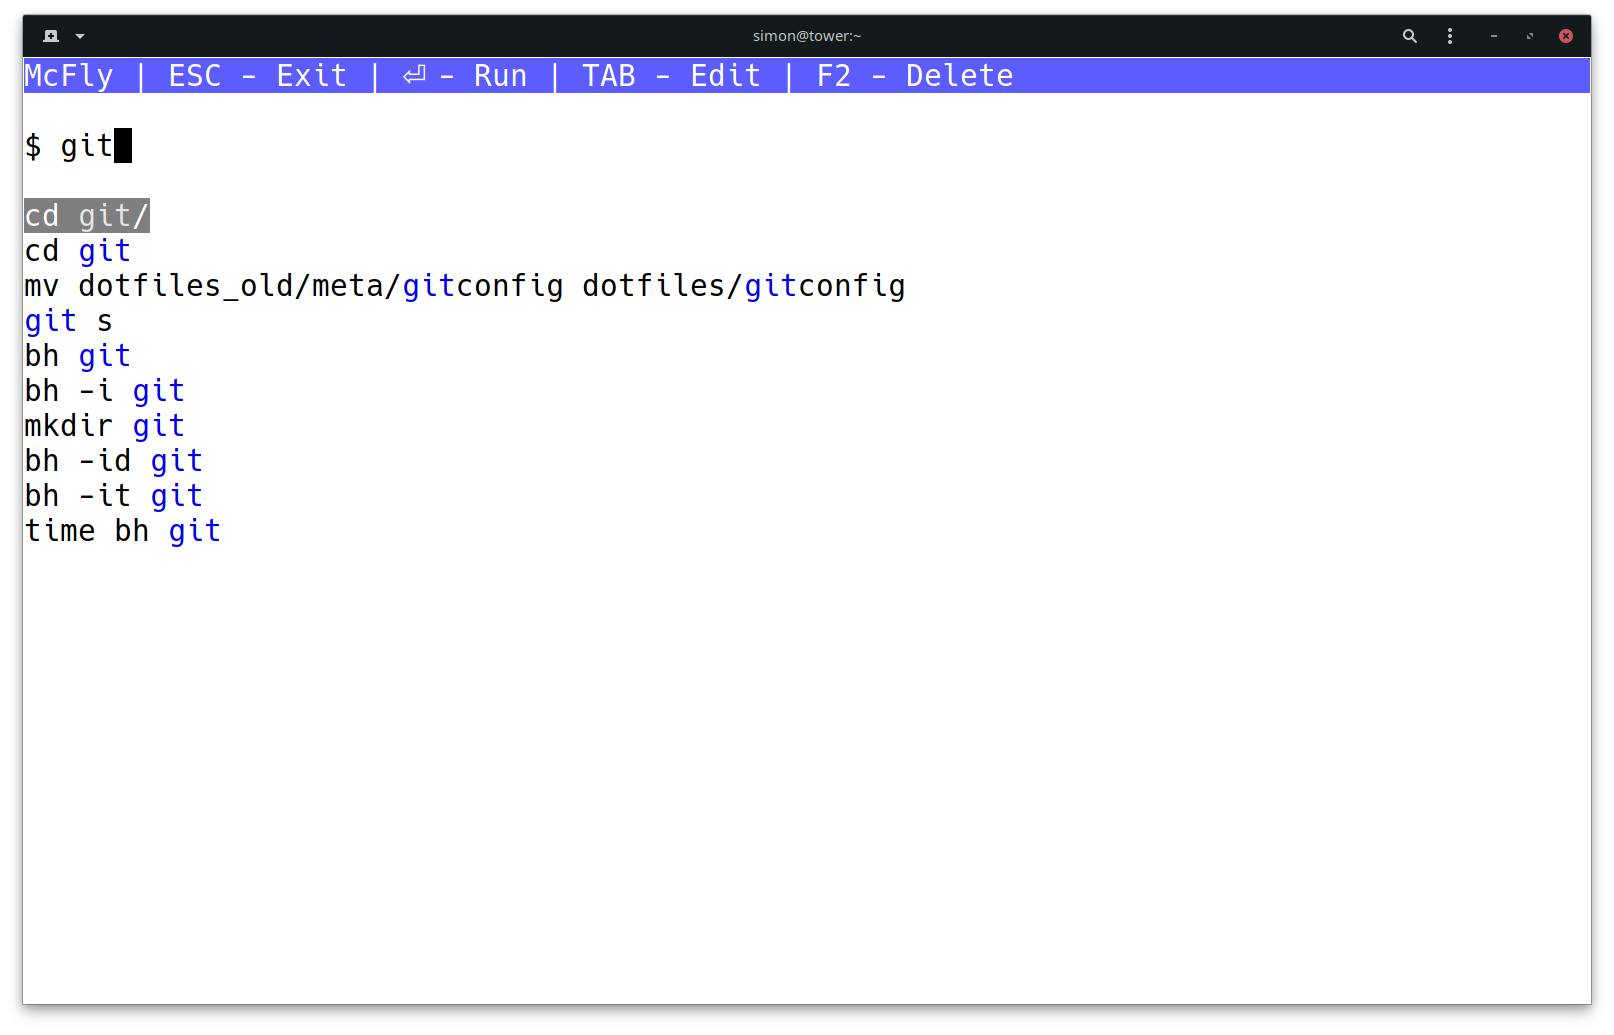 simon@tower:~
McFly | ESC - Exit | ⏎ - Run | TAB - Edit | F2 - Delete
$ git
cd git/
cd git
mv dotfiles_old/meta/gitconfig dotfiles/gitconfig
git s
bh git
bh -i git
mkdir git
bh -id git
bh -it git
time bh git